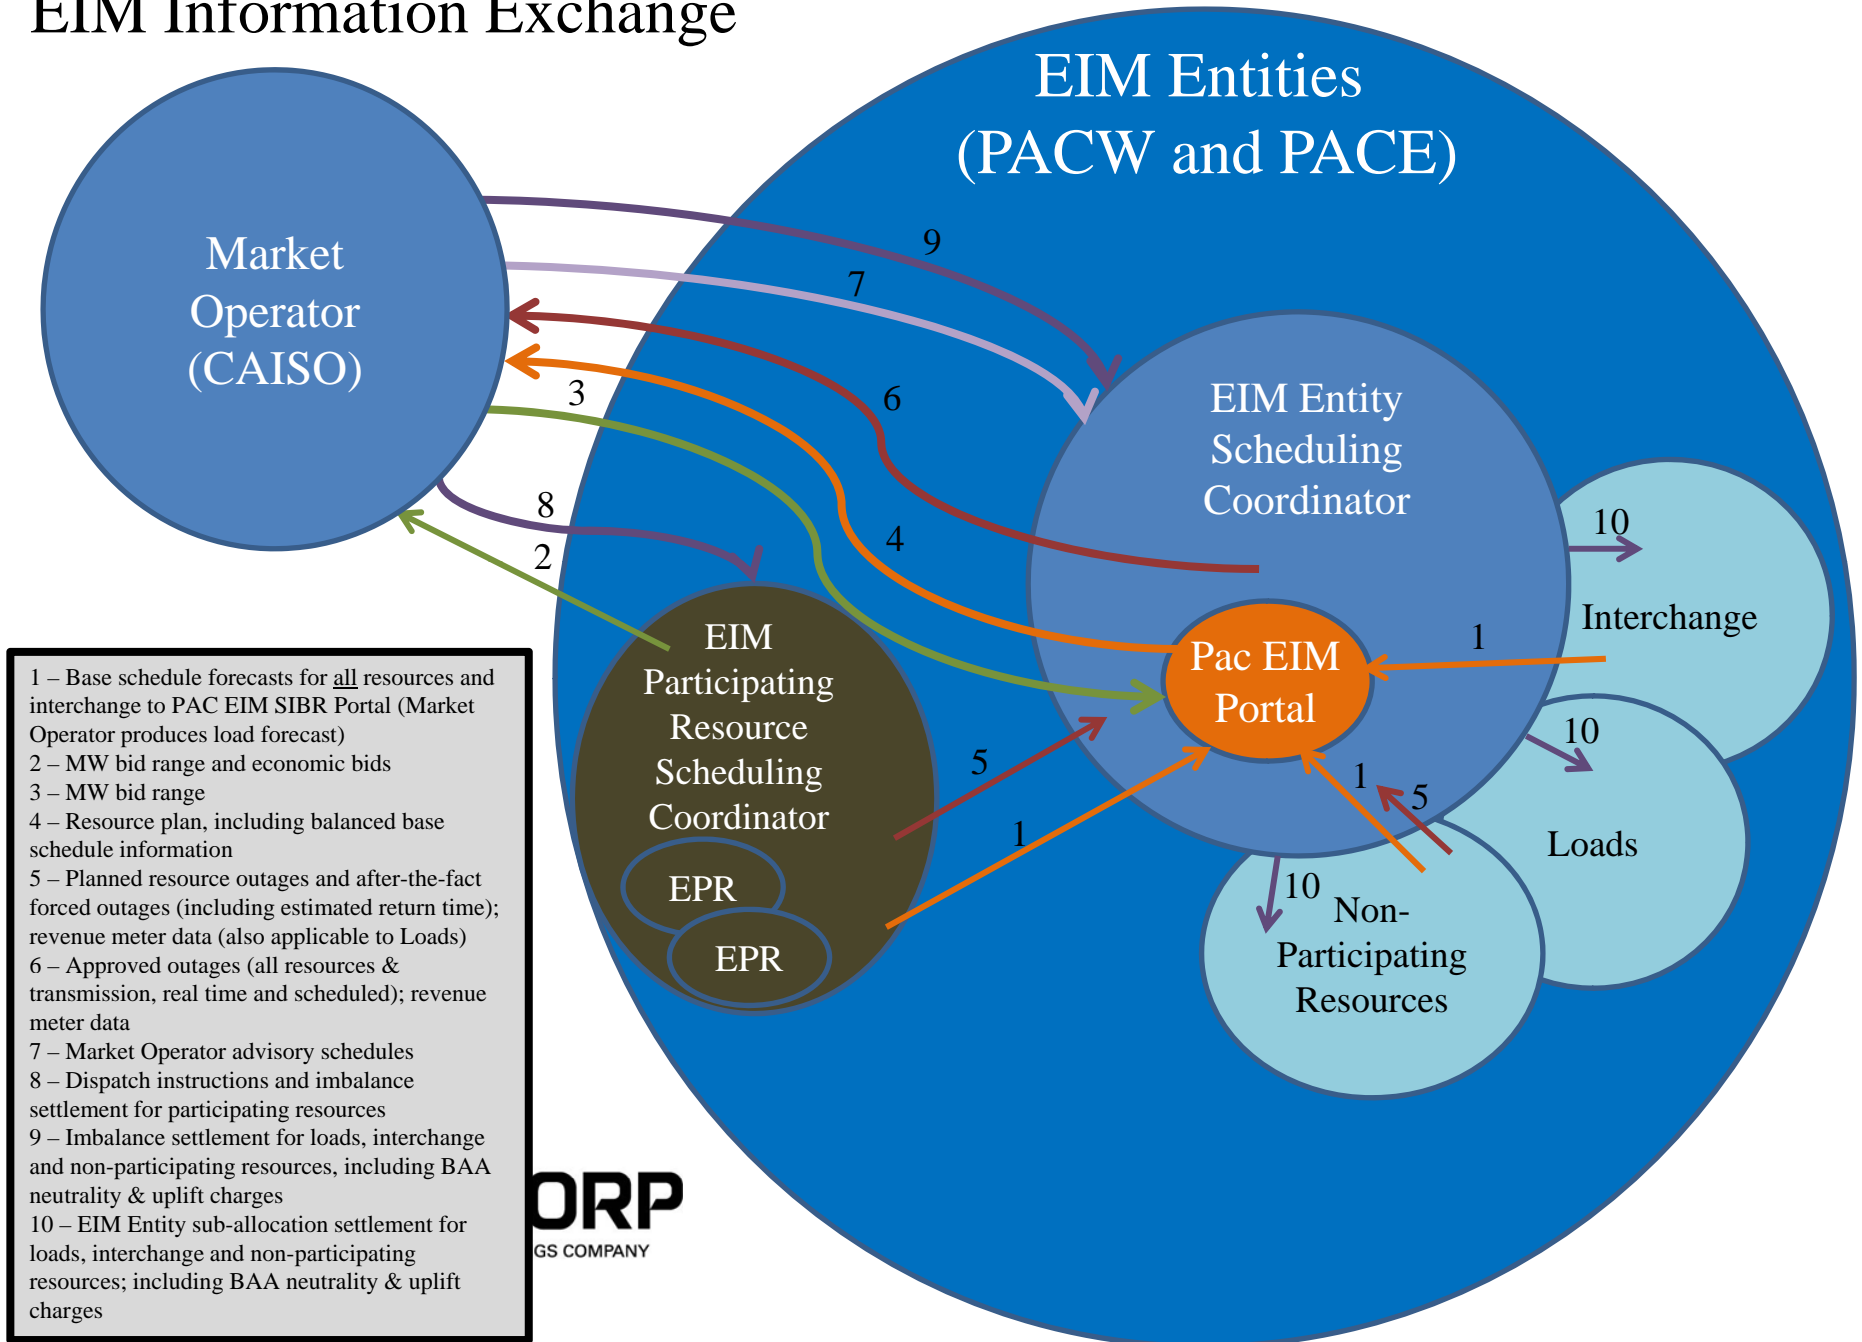 EIM Information Exchange
EIM Entities
(PACW and PACE)
Market
Operator
(CAISO)
9
7
3
6
8
2
4
EIM Entity
Scheduling
Coordinator
10
Interchange
1
Pac EIM
Portal
EIM
Participating
Resource
Scheduling
Coordinator
EPR
EPR
5
1
1
5
10
Loads
10
Non-
Participating
Resources
1 – Base schedule forecasts for all resources and
interchange to PAC EIM SIBR Portal (Market
Operator produces load forecast)
2 – MW bid range and economic bids
3 – MW bid range
4 – Resource plan, including balanced base
schedule information
5 – Planned resource outages and after-the-fact
forced outages (including estimated return time);
revenue meter data (also applicable to Loads)
6 – Approved outages (all resources &
transmission, real time and scheduled); revenue
meter data
7 – Market Operator advisory schedules
8 – Dispatch instructions and imbalance
settlement for participating resources
9 – Imbalance settlement for loads, interchange
and non-participating resources, including BAA
neutrality & uplift charges
10 – EIM Entity sub-allocation settlement for
loads, interchange and non-participating
resources; including BAA neutrality & uplift
charges
ORP
GS COMPANY